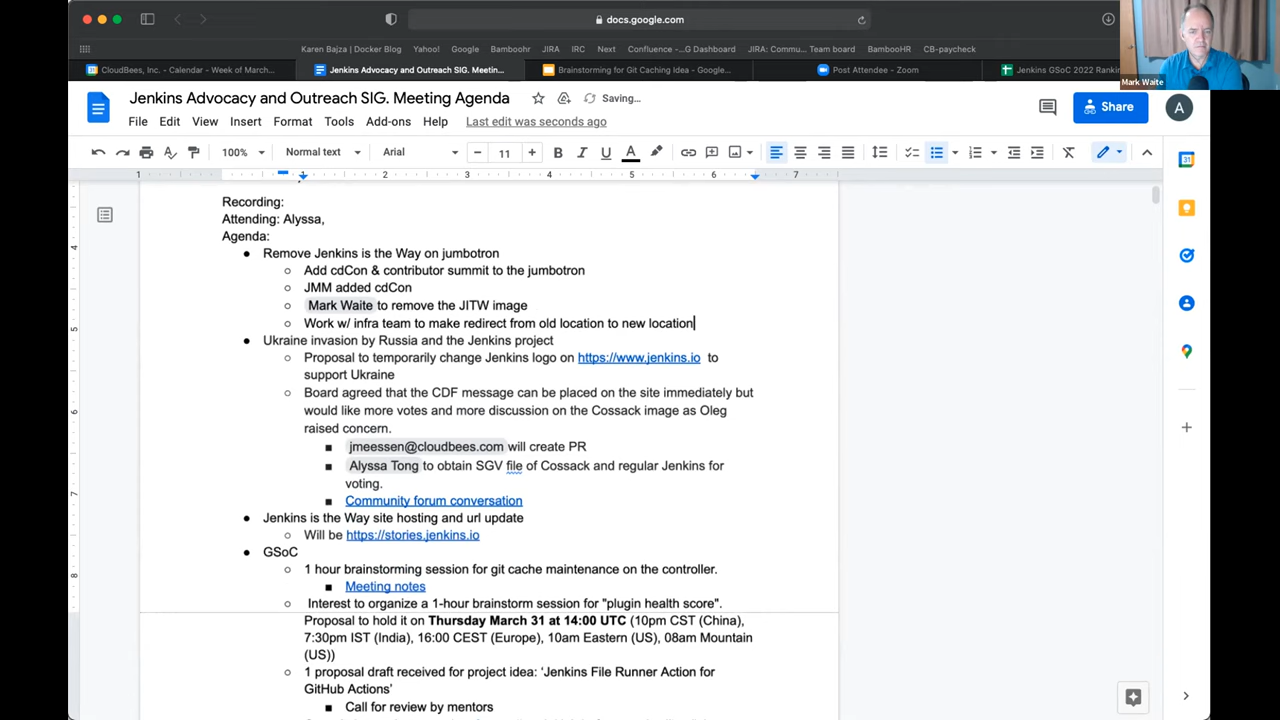 docs.google.com
Karen Bajza | Docker Blog Yahoo! Google Bamboohr JIRA IRC Next Confluence -...G Dashboard JIRA: Commu... Team board BambooHR CB-paycheck
CloudBees, Inc. - Calendar - Week of March... Jenkins Advocacy and Outreach SIG. Meetin... Brainstorming for Git Caching Idea - Google... Post Attendee - Zoom Jenkins GSoC 2022 Rankin
Mark Waite
Jenkins Advocacy and Outreach SIG. Meeting Agenda Saving...
Share A
File Edit View Insert Format Tools Add-ons Help Last edit was seconds ago
100% Normal text Arial 11 B I U A
1 1 2 3 4 5 6 7
Recording:
Attending: Alyssa,
Agenda:
● Remove Jenkins is the Way on jumbotron
○ Add cdCon & contributor summit to the jumbotron
○ JMM added cdCon
○ Mark Waite to remove the JITW image
○ Work w/ infra team to make redirect from old location to new location
● Ukraine invasion by Russia and the Jenkins project
○ Proposal to temporarily change Jenkins logo on https://www.jenkins.io to
support Ukraine
○ Board agreed that the CDF message can be placed on the site immediately but
would like more votes and more discussion on the Cossack image as Oleg
raised concern.
■ jmeessen@cloudbees.com will create PR
■ Alyssa Tong to obtain SGV file of Cossack and regular Jenkins for
voting.
■ Community forum conversation
● Jenkins is the Way site hosting and url update
○ Will be https://stories.jenkins.io
● GSoC
○ 1 hour brainstorming session for git cache maintenance on the controller.
■ Meeting notes
○ Interest to organize a 1-hour brainstorm session for "plugin health score".
Proposal to hold it on Thursday March 31 at 14:00 UTC (10pm CST (China),
7:30pm IST (India), 16:00 CEST (Europe), 10am Eastern (US), 08am Mountain
(US))
○ 1 proposal draft received for project idea: ‘Jenkins File Runner Action for
GitHub Actions’
■ Call for review by mentors
4
5
6
7
8
31